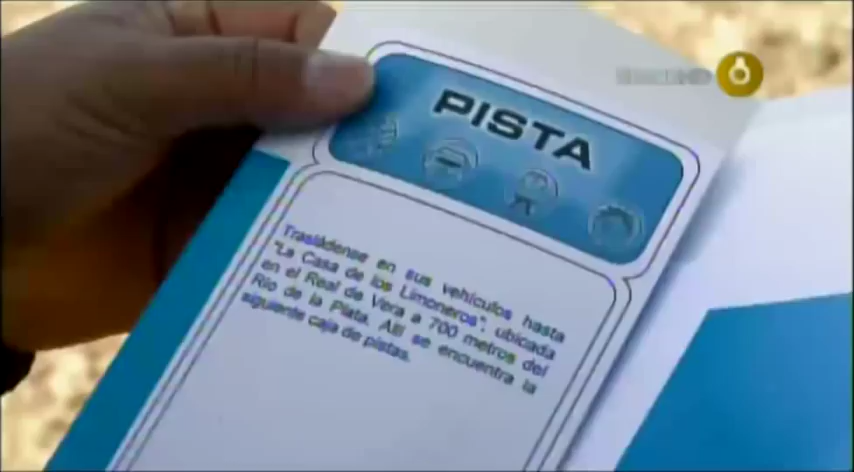 PISTA
Trasládense en sus vehículos hasta
"La Casa de los Limoneros", ubicada
en el Real de Vera a 700 metros del
Río de la Plata. Allí se encuentra la
siguiente caja de pistas.